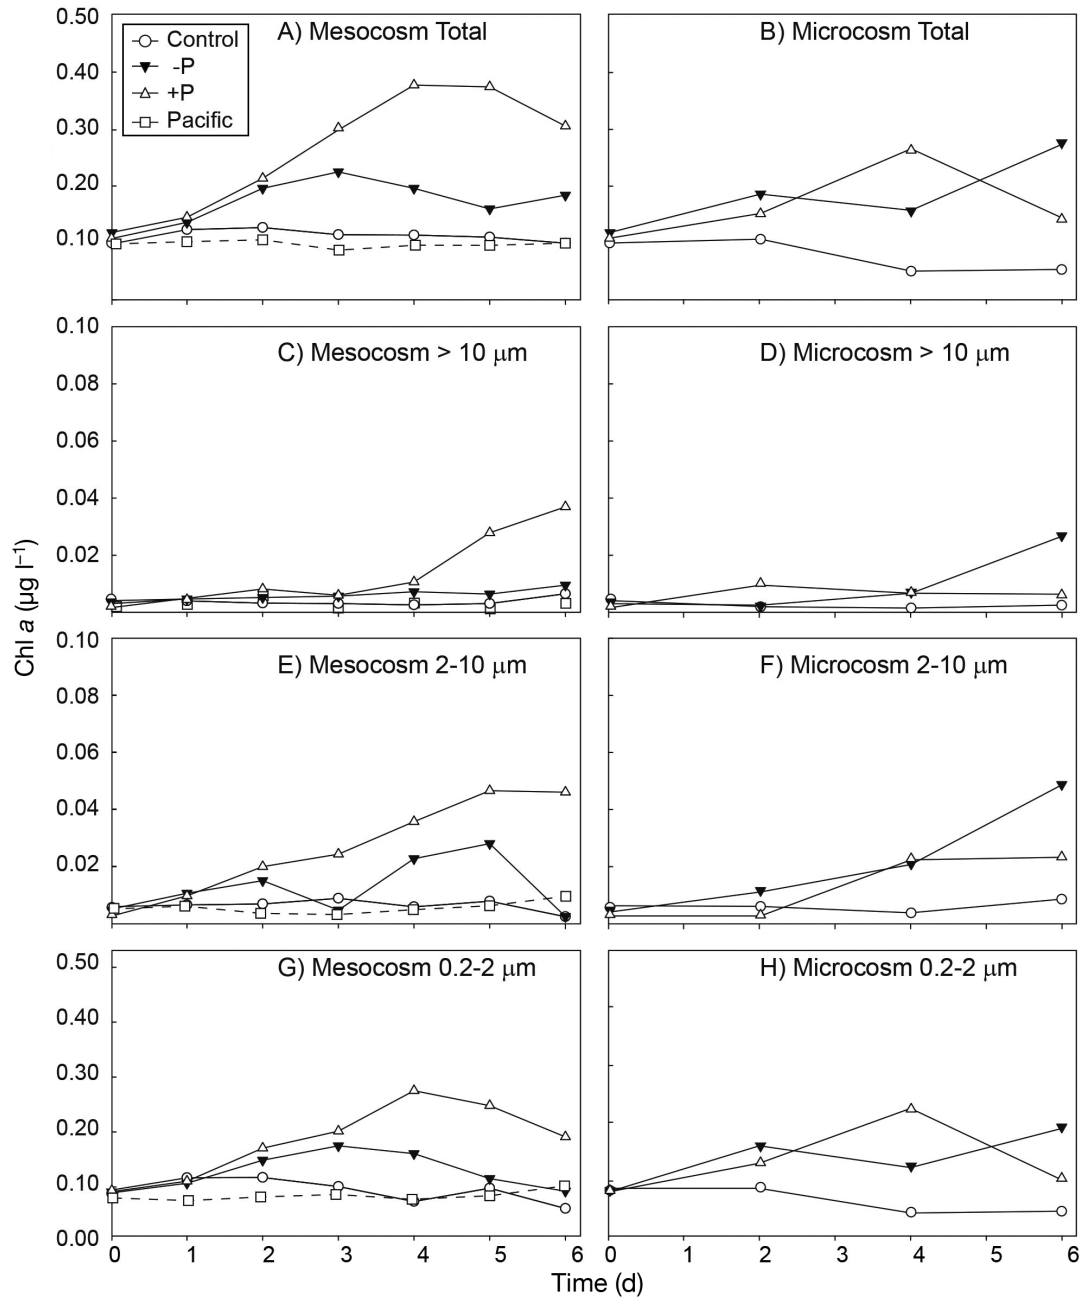 A) Mesocosm Total
B) Microcosm Total
Control
-P
+P
Pacific
0.50
0.40
0.30
0.20
0.10
C) Mesocosm > 10 μm
D) Microcosm > 10 μm
0.10
0.08
0.06
0.04
0.02
E) Mesocosm 2-10 μm
F) Microcosm 2-10 μm
0.10
0.08
0.06
0.04
0.02
G) Mesocosm 0.2-2 μm
H) Microcosm 0.2-2 μm
0.50
0.40
0.30
0.20
0.10
0.00
0 1 2 3 4 5 6
0 1 2 3 4 5 6
Chl a (μg l⁻¹)
Time (d)